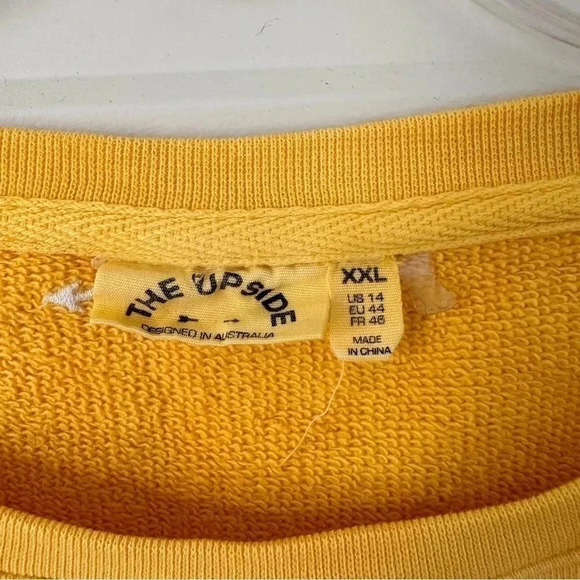 THE UPSIDE
DESIGNED IN AUSTRALIA
XXL
US 14
EU 44
FR 46
MADE
IN CHINA